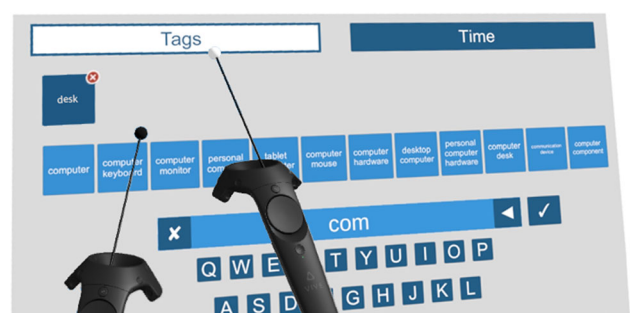 Tags
Time
desk
computer
computer
keyboard
computer
monitor
personal
tablet
computer
mouse
computer
hardware
desktop
computer
personal
computer
hardware
computer
desk
communication
device
computer
component
com
Q W E T Y U I O P
A S D G H J K L